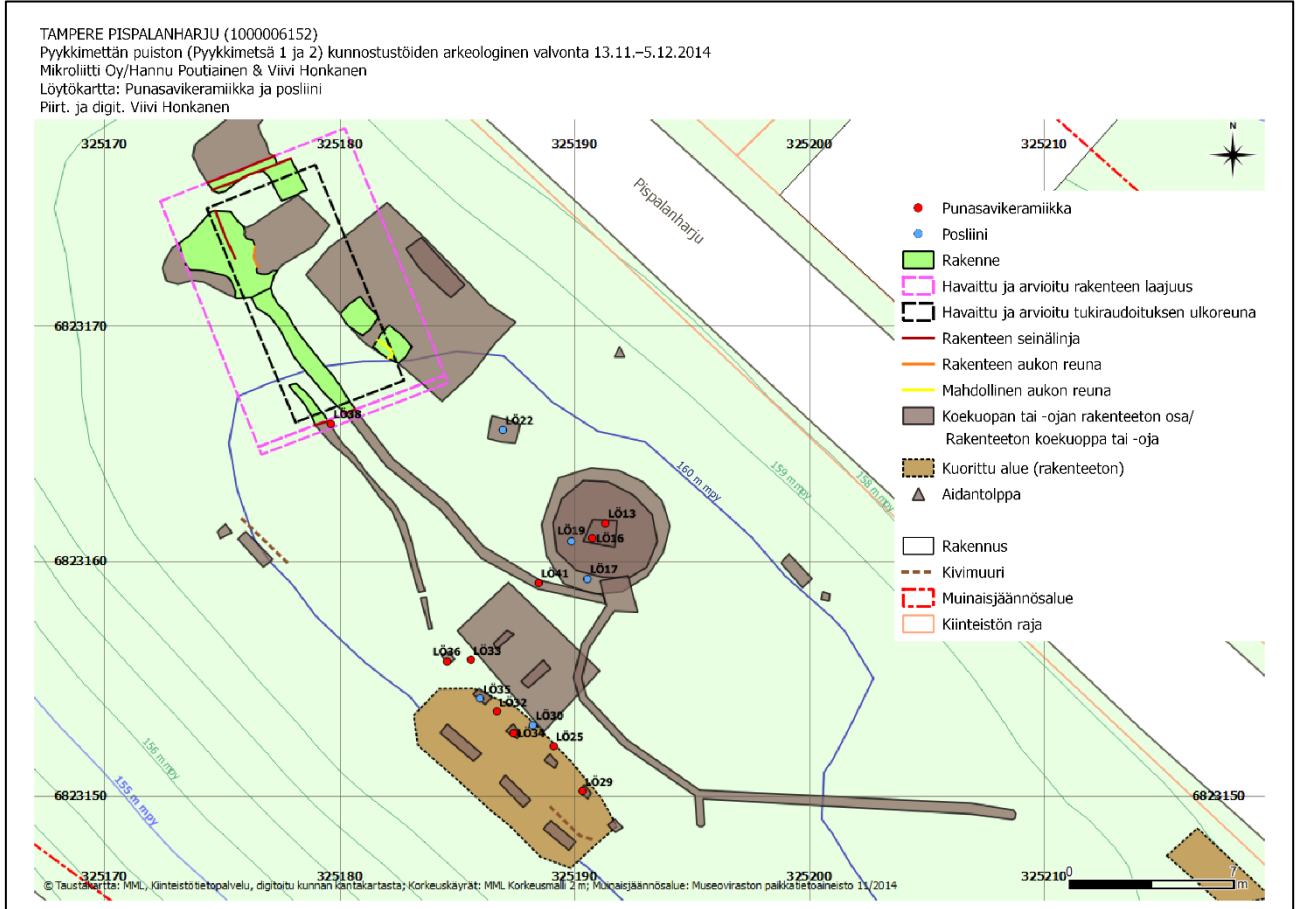 TAMPERE PISPALANHARJU (1000006152)
Pyykkimettän puiston (Pyykkimetsä 1 ja 2) kunnostustöiden arkeologinen valvonta 13.11.–5.12.2014
Mikroliitti Oy/Hannu Poutiainen & Viivi Honkanen
Löytökartta: Punasavikeramiikka ja posliini
Piirt. ja digit. Viivi Honkanen
325170
325180
325190
325200
325210
N
Pispalanharju
Punasavikeramiikka
Posliini
Rakenne
Havaittu ja arvioitu rakenteen laajuus
Havaittu ja arvioitu tukiraudoituksen ulkoreuna
Rakenteen seinälinja
Rakenteen aukon reuna
Mahdollinen aukon reuna
Koekuopan tai -ojan rakenteeton osa/
Rakenteeton koekuoppa tai -oja
Kuorittu alue (rakenteeton)
Aidantolppa
Rakennus
Kivimuuri
Muinaisjäännösalue
Kiinteistön raja
6823170
LÖ38
LÖ22
160 m mpy
159 m mpy
158 m mpy
LÖ13
LÖ19
LÖ16
6823160
LÖ17
LÖ41
LÖ36
LÖ33
LÖ35
LÖ32
LÖ30
LÖ34
LÖ25
156 m mpy
155 m mpy
LÖ29
6823150
6823150
325170
325180
325190
325200
325210
0
7
m
© Taustakartta: MML, Kiinteistötietopalvelu, digitoitu kunnan kantakartasta; Korkeuskäyrät: MML Korkeusmalli 2 m; Muinaisjäännösalue: Museoviraston paikkatietoaineisto 11/2014